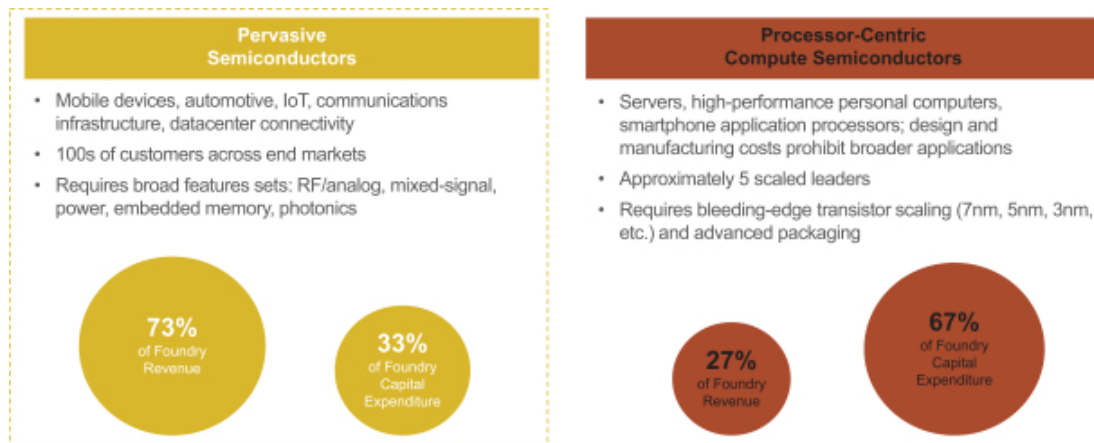 Pervasive
Semiconductors
• Mobile devices, automotive, IoT, communications
infrastructure, datacenter connectivity
• 100s of customers across end markets
• Requires broad features sets: RF/analog, mixed-signal,
power, embedded memory, photonics
73%
of Foundry
Revenue
33%
of Foundry
Capital
Expenditure
Processor-Centric
Compute Semiconductors
• Servers, high-performance personal computers,
smartphone application processors; design and
manufacturing costs prohibit broader applications
• Approximately 5 scaled leaders
• Requires bleeding-edge transistor scaling (7nm, 5nm, 3nm,
etc.) and advanced packaging
27%
of Foundry
Revenue
67%
of Foundry
Capital
Expenditure